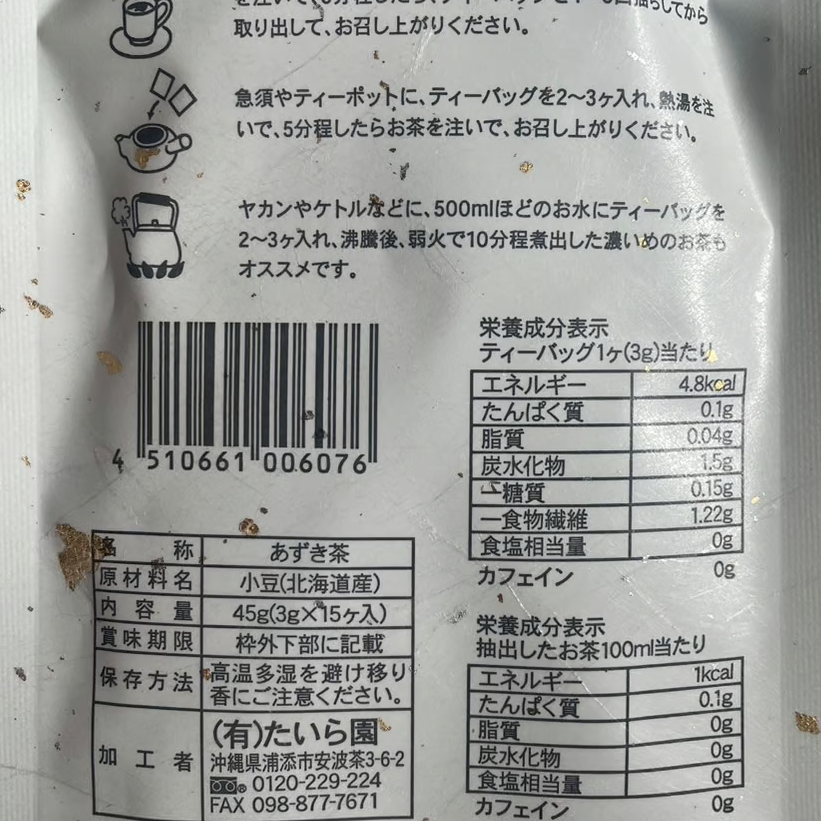 取り出して、お召し上がりください。
急須やティーポットに、ティーバッグを2〜3ヶ入れ、熱湯を注
いで、5分程したらお茶を注いで、お召し上がりください。
ヤカンやケトルなどに、500mlほどのお水にティーバッグを
2〜3ヶ入れ、沸騰後、弱火で10分程煮出した濃いめのお茶も
オススメです。
4 510661 006076
名称 あずき茶
原材料名 小豆(北海道産)
内容量 45g(3g×15ヶ入)
賞味期限 枠外下部に記載
保存方法 高温多湿を避け移り
香にご注意ください。
加工者 (有)たいら園
沖縄県浦添市安波茶3-6-2
0120-229-224
FAX 098-877-7671
栄養成分表示
ティーバッグ1ヶ(3g)当たり
エネルギー 4.8kcal
たんぱく質 0.1g
脂質 0.04g
炭水化物 1.5g
ー糖質 0.15g
ー食物繊維 1.22g
食塩相当量 0g
カフェイン 0g
栄養成分表示
抽出したお茶100ml当たり
エネルギー 1kcal
たんぱく質 0.1g
脂質 0g
炭水化物 0g
食塩相当量 0g
カフェイン 0g